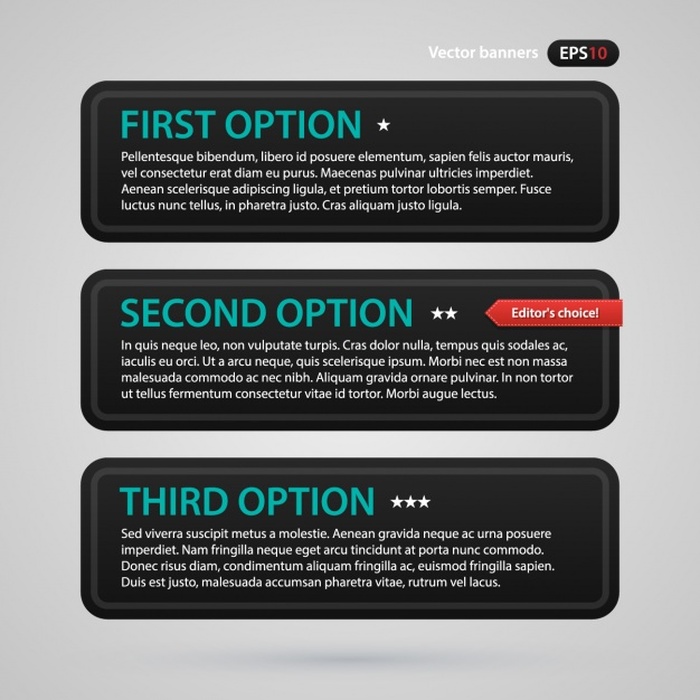 Vector banners EPS10
FIRST OPTION ★
Pellentesque bibendum, libero id posuere elementum, sapien felis auctor mauris,
vel consectetur erat diam eu purus. Maecenas pulvinar ultricies imperdiet.
Aenean scelerisque adipiscing ligula, et pretium tortor lobortis semper. Fusce
luctus nunc tellus, in pharetra justo. Cras aliquam justo ligula.
SECOND OPTION ★★ Editor's choice!
In quis neque leo, non vulputate turpis. Cras dolor nulla, tempus quis sodales ac,
iaculis eu orci. Ut a arcu neque, quis scelerisque ipsum. Morbi nec est non massa
malesuada commodo ac nec nibh. Aliquam gravida ornare pulvinar. In non tortor
ut tellus fermentum consectetur vitae id tortor. Morbi augue lectus.
THIRD OPTION ★★★
Sed viverra suscipit metus a molestie. Aenean gravida neque ac urna posuere
imperdiet. Nam fringilla neque eget arcu tincidunt at porta nunc commodo.
Donec risus diam, condimentum aliquam fringilla ac, euismod fringilla sapien.
Duis est justo, malesuada accumsan pharetra vitae, rutrum vel lacus.